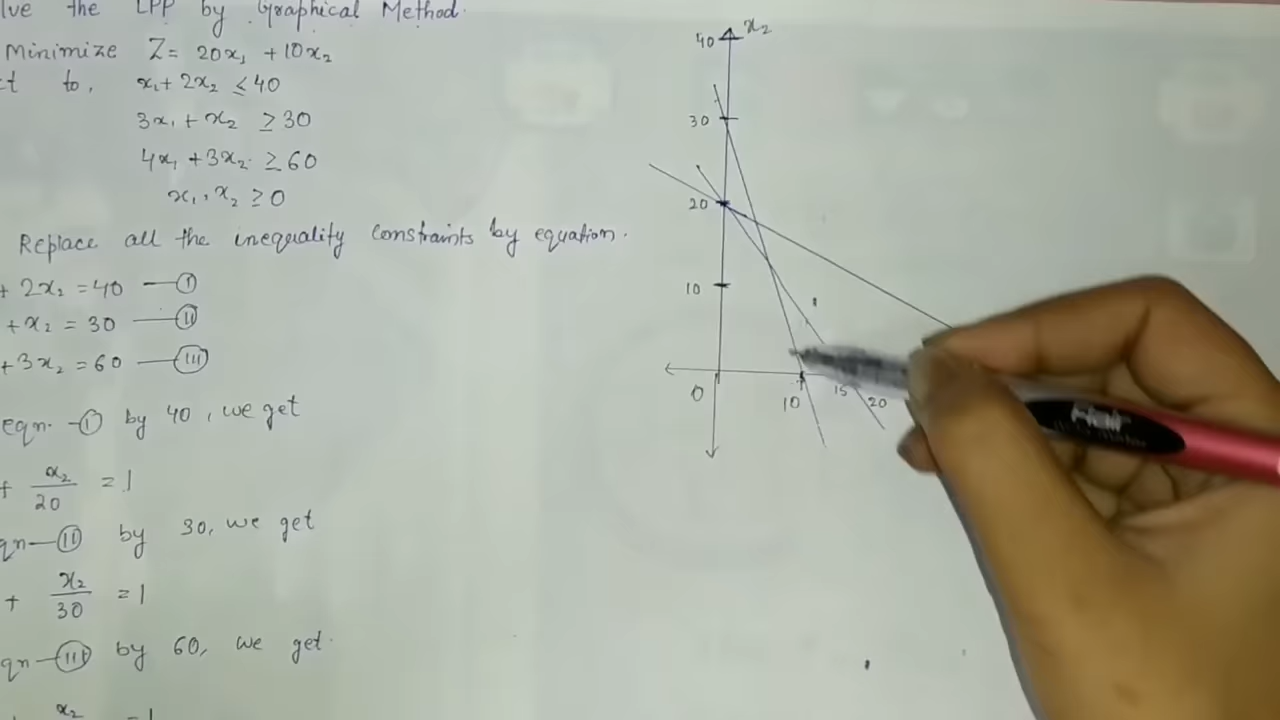 lve the LPP by Graphical Method.
Minimize Z= 20x₁ +10x₂
ct to, x₁+ 2x₂ ≤ 40
3x₁ + x₂ ≥ 30
4x₁ +3x₂ ≥ 60
x₁, x₂ ≥ 0
Replace all the inequality constraints by equation.
+ 2x₂ = 40 —Ⓘ
+ x₂ = 30 —Ⓘⓘ
+3x₂ = 60 —(III)
eqn. -Ⓘ by 40, we get
+ x₂/20 = 1
qn—(II) by 30, we get
+ x₂/30 = 1
qn—(III) by 60, we get.
x₂ =1
x₂
40
30
20
10
0
10 15 20